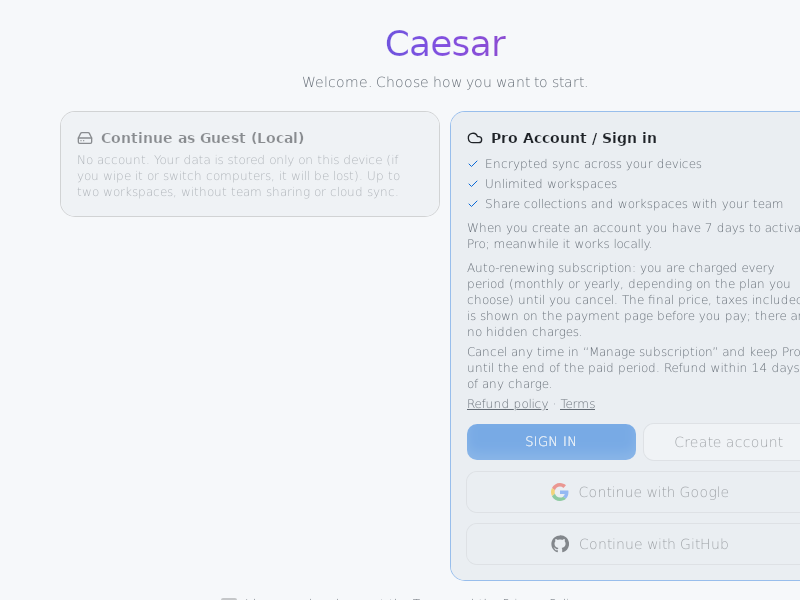 Caesar
Welcome. Choose how you want to start.
Continue as Guest (Local)
No account. Your data is stored only on this device (if
you wipe it or switch computers, it will be lost). Up to
two workspaces, without team sharing or cloud sync.
Pro Account / Sign in
Encrypted sync across your devices
Unlimited workspaces
Share collections and workspaces with your team
When you create an account you have 7 days to activa
Pro; meanwhile it works locally.
Auto-renewing subscription: you are charged every
period (monthly or yearly, depending on the plan you
choose) until you cancel. The final price, taxes included
is shown on the payment page before you pay; there ar
no hidden charges.
Cancel any time in “Manage subscription” and keep Pro
until the end of the paid period. Refund within 14 days
of any charge.
Refund policy · Terms
SIGN IN
Create account
Continue with Google
Continue with GitHub